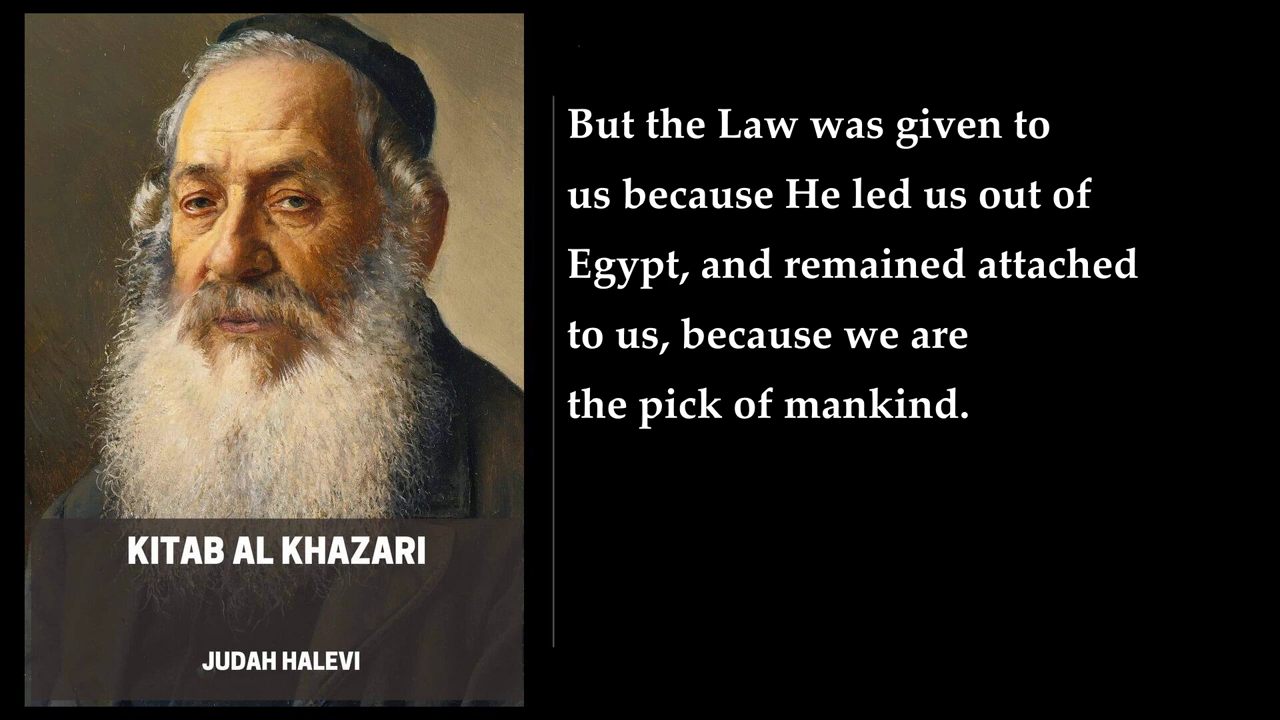 KITAB AL KHAZARI
JUDAH HALEVI
But the Law was given to
us because He led us out of
Egypt, and remained attached
to us, because we are
the pick of mankind.